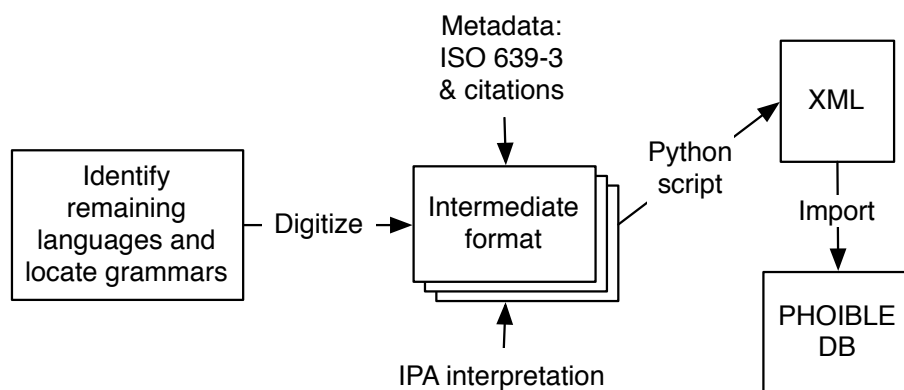 Metadata:
ISO 639-3
& citations
XML
Python
script
Identify
remaining
languages and
locate grammars
Digitize
Intermediate
format
Import
PHOIBLE
DB
IPA interpretation